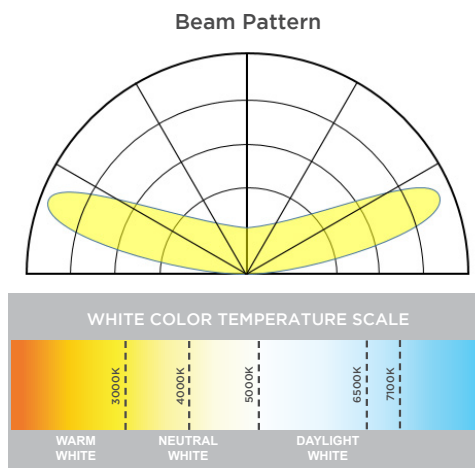 Beam Pattern
WHITE COLOR TEMPERATURE SCALE
3000K
4000K
5000K
6500K
7100K
WARM
WHITE
NEUTRAL
WHITE
DAYLIGHT
WHITE